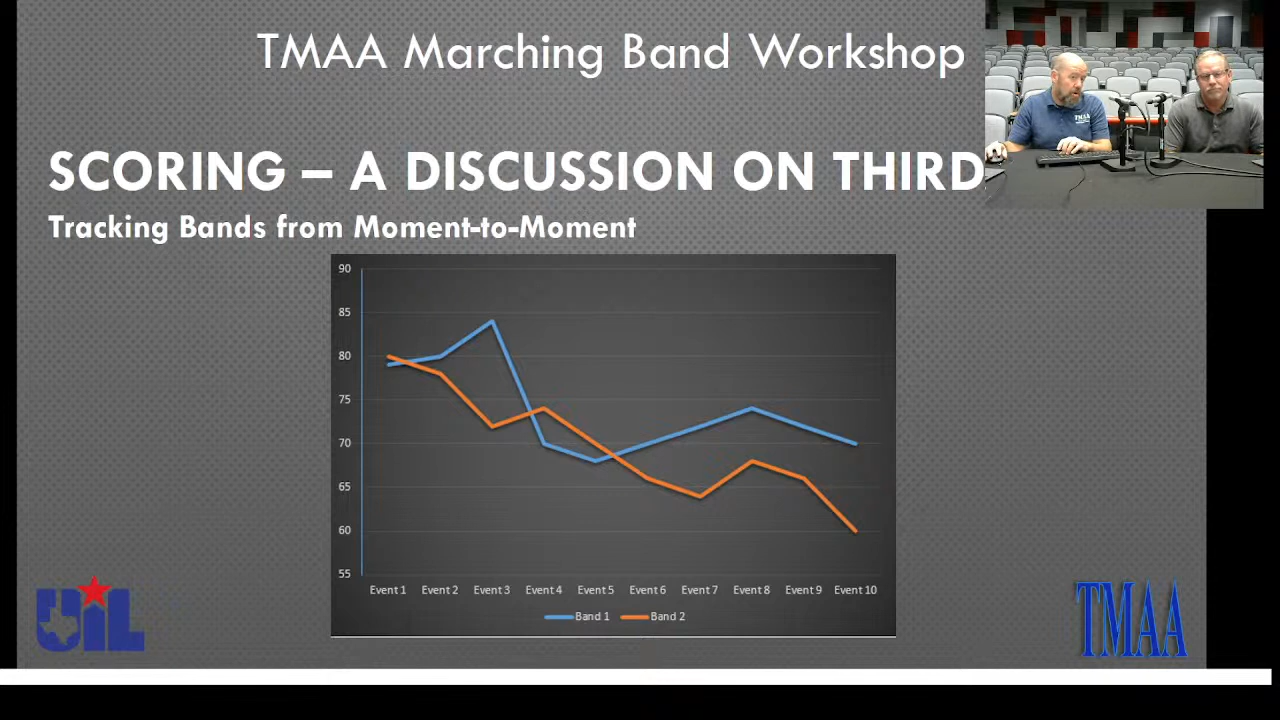 TMAA Marching Band Workshop
TMAA
SCORING – A DISCUSSION ON THIRD
Tracking Bands from Moment-to-Moment
90
85
80
75
70
65
60
55
Event 1 Event 2 Event 3 Event 4 Event 5 Event 6 Event 7 Event 8 Event 9 Event 10
Band 1 Band 2
UIL
TMAA